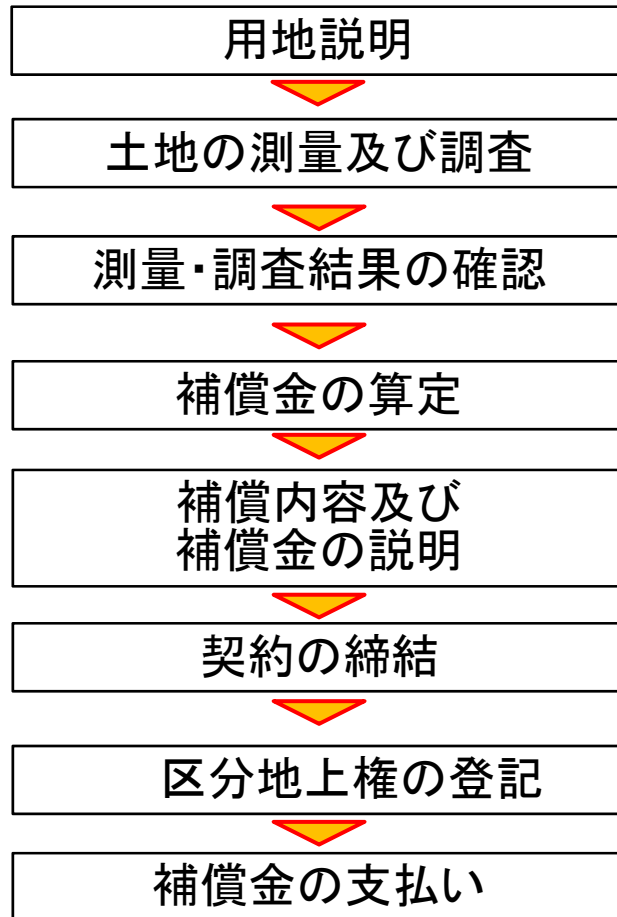 用地説明
土地の測量及び調査
測量・調査結果の確認
補償金の算定
補償内容及び
補償金の説明
契約の締結
区分地上権の登記
補償金の支払い